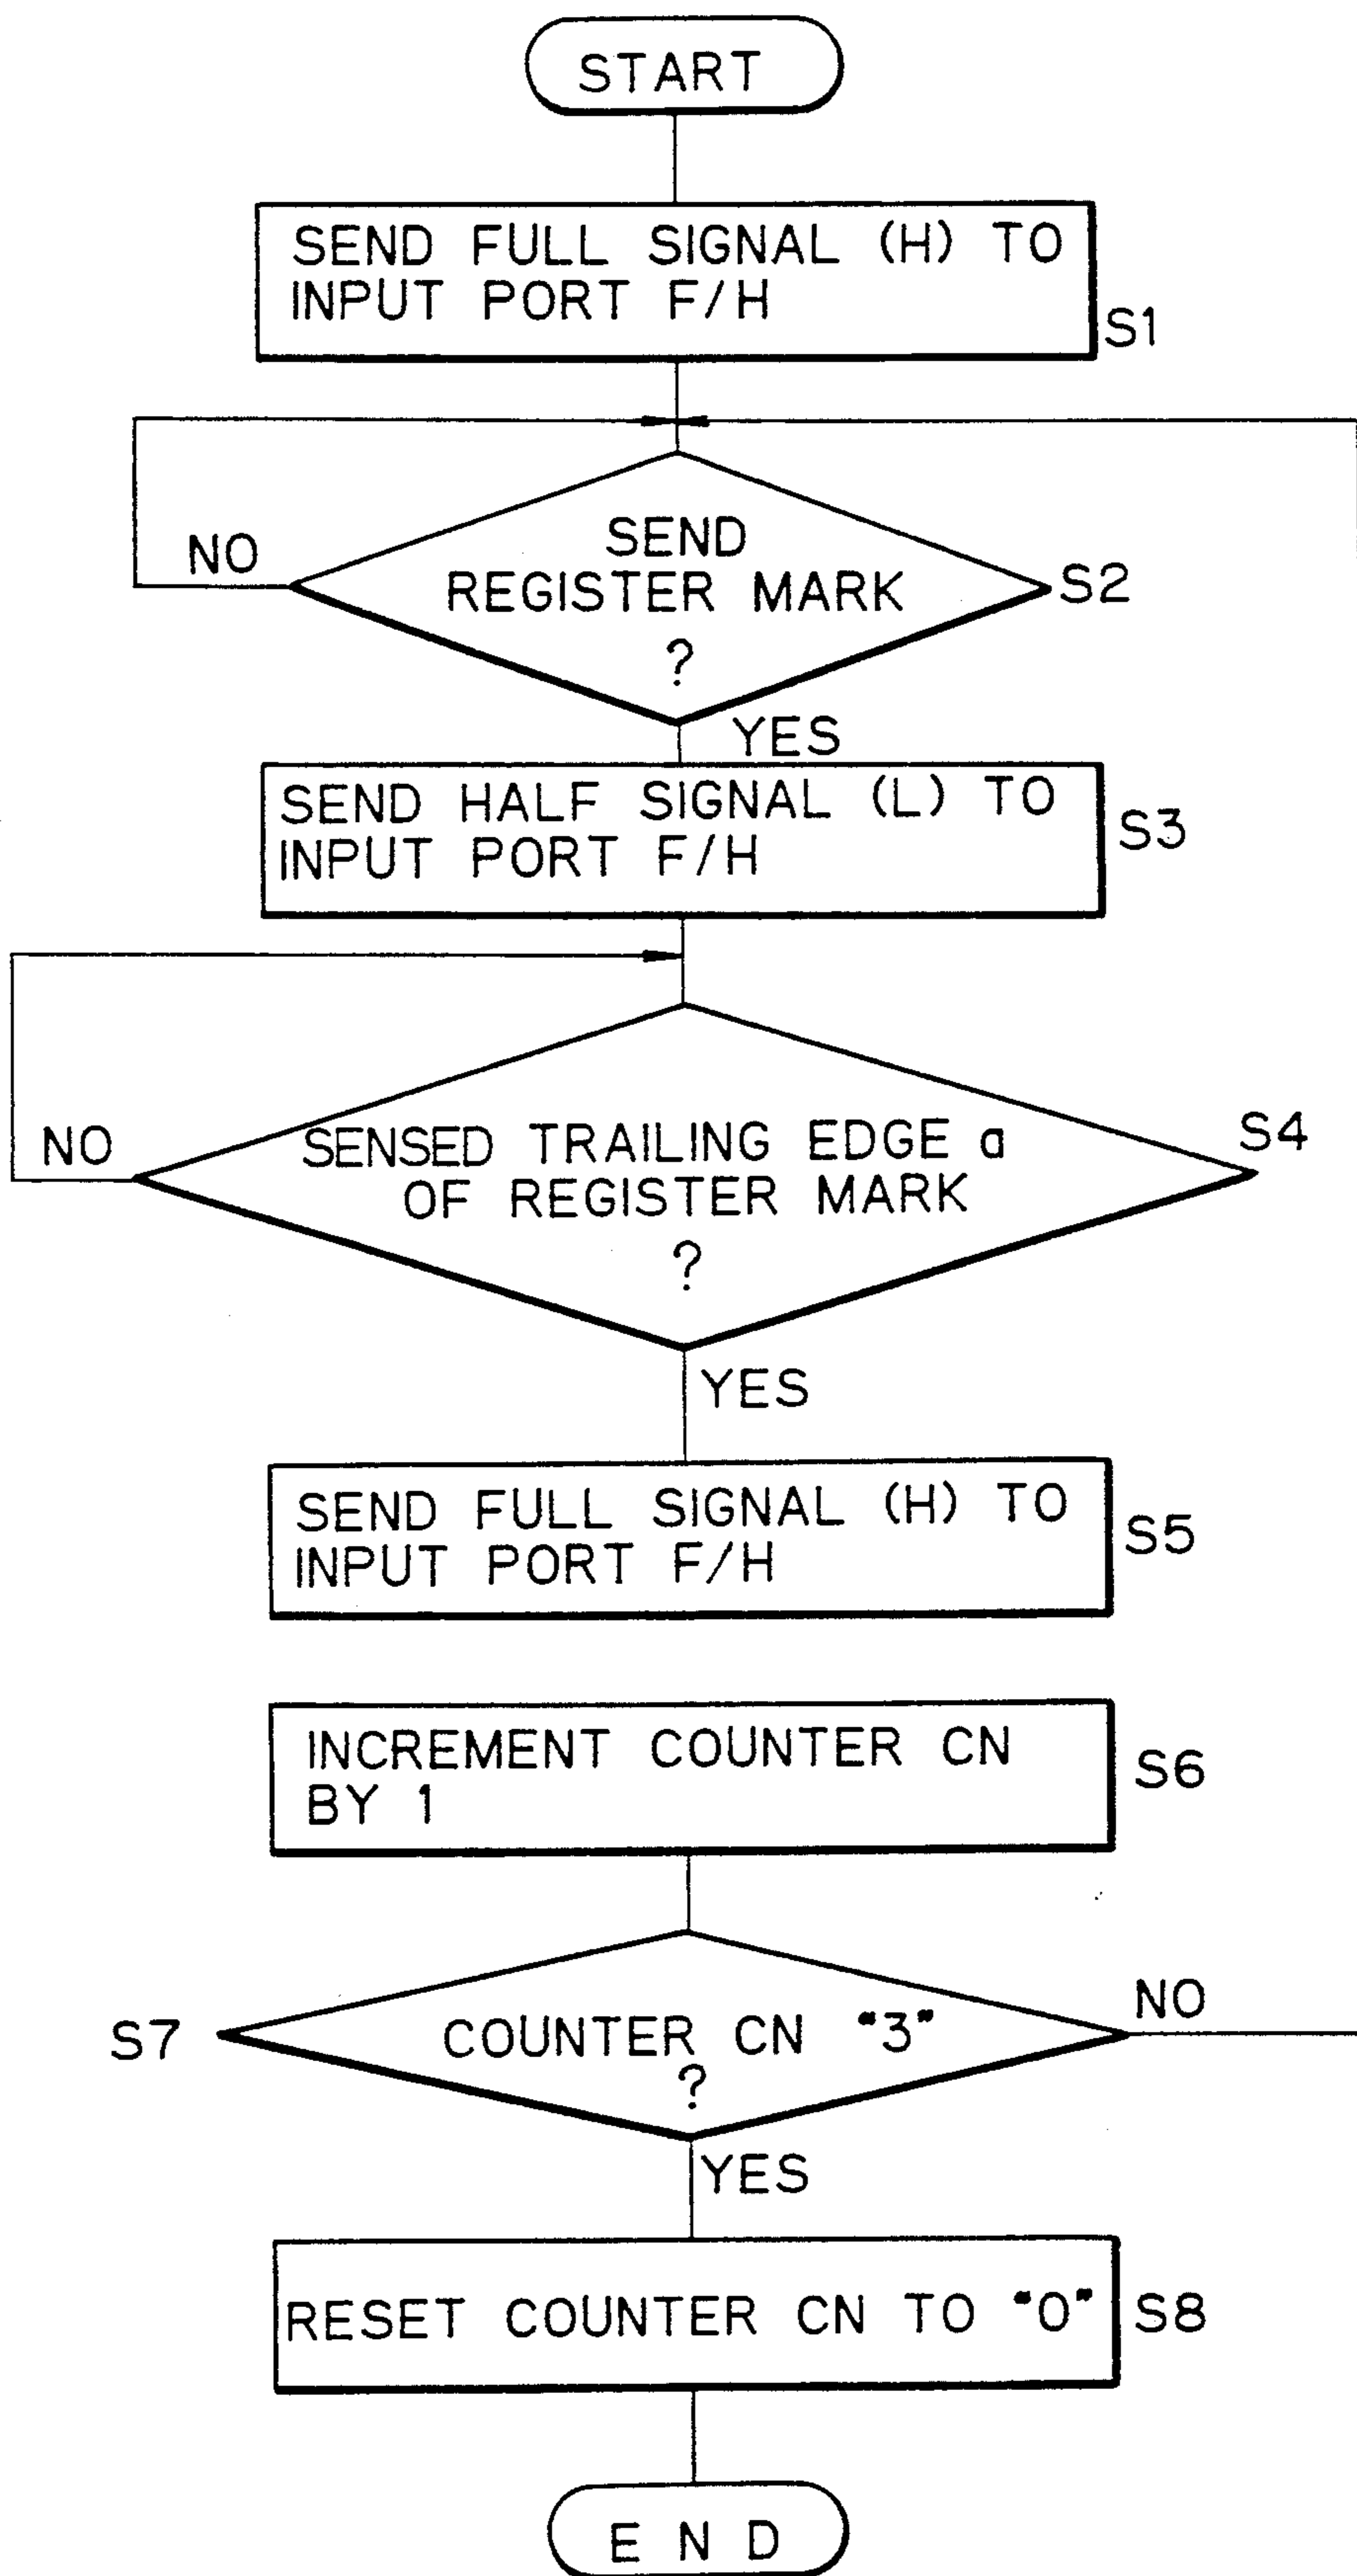 START
SEND FULL SIGNAL (H) TO
INPUT PORT F/H
S1
NO
SEND
REGISTER MARK
?
S2
YES
SEND HALF SIGNAL (L) TO
INPUT PORT F/H
S3
NO
SENSED TRAILING EDGE a
OF REGISTER MARK
?
S4
YES
SEND FULL SIGNAL (H) TO
INPUT PORT F/H
S5
INCREMENT COUNTER CN
BY 1
S6
S7
COUNTER CN "3"
?
NO
YES
RESET COUNTER CN TO "0"
S8
END